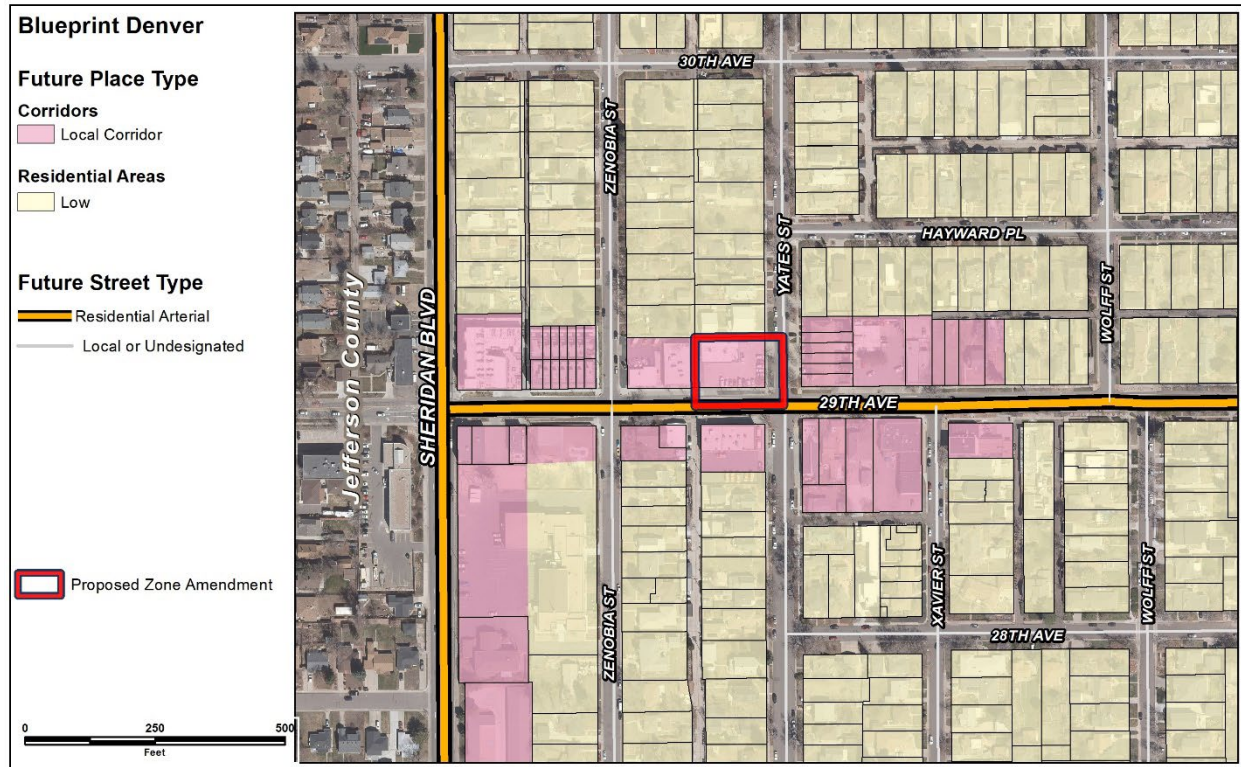 Blueprint Denver
Future Place Type
Corridors
Local Corridor
Residential Areas
Low
Future Street Type
Residential Arterial
Local or Undesignated
Proposed Zone Amendment
0 250 500
Feet
Jefferson County
SHERIDAN BLVD
30TH AVE
ZENOBIA ST
YATES ST
HAYWARD PL
WOLFF ST
29TH AVE
ZENOBIA ST
XAVIER ST
WOLFF ST
28TH AVE